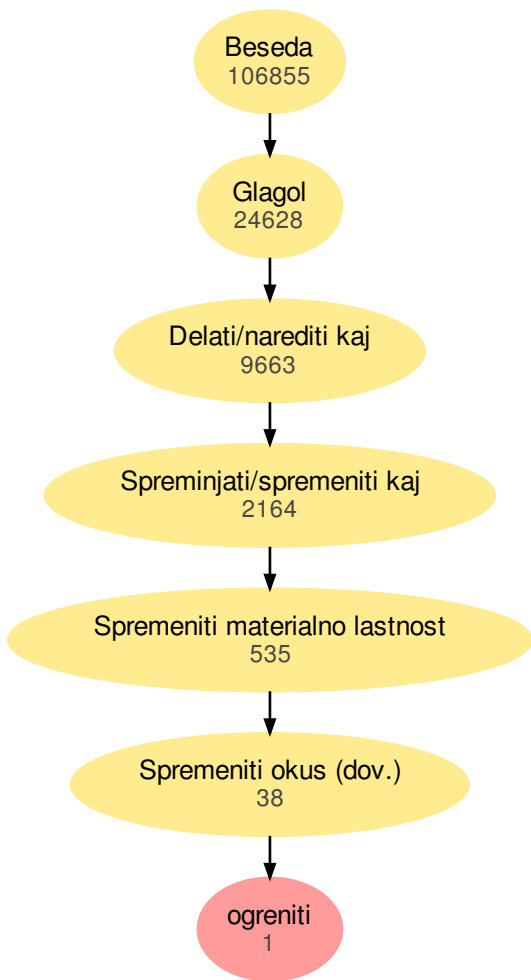 Beseda
106855
Glagol
24628
Delati/narediti kaj
9663
Spreminjati/spremeniti kaj
2164
Spremeniti materialno lastnost
535
Spremeniti okus (dov.)
38
ogreniti
1